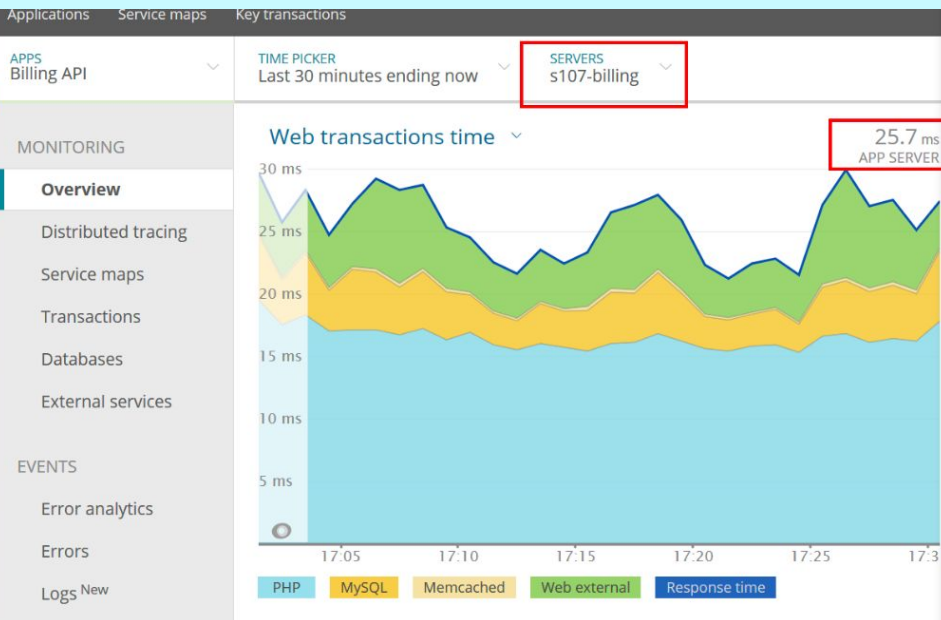 Applications Service maps Key transactions
APPS
Billing API
TIME PICKER
Last 30 minutes ending now
SERVERS
s107-billing
MONITORING
Overview
Distributed tracing
Service maps
Transactions
Databases
External services
EVENTS
Error analytics
Errors
Logs New
Web transactions time
25.7 ms
APP SERVER
30 ms
25 ms
20 ms
15 ms
10 ms
5 ms
17:05 17:10 17:15 17:20 17:25 17:3
PHP MySQL Memcached Web external Response time